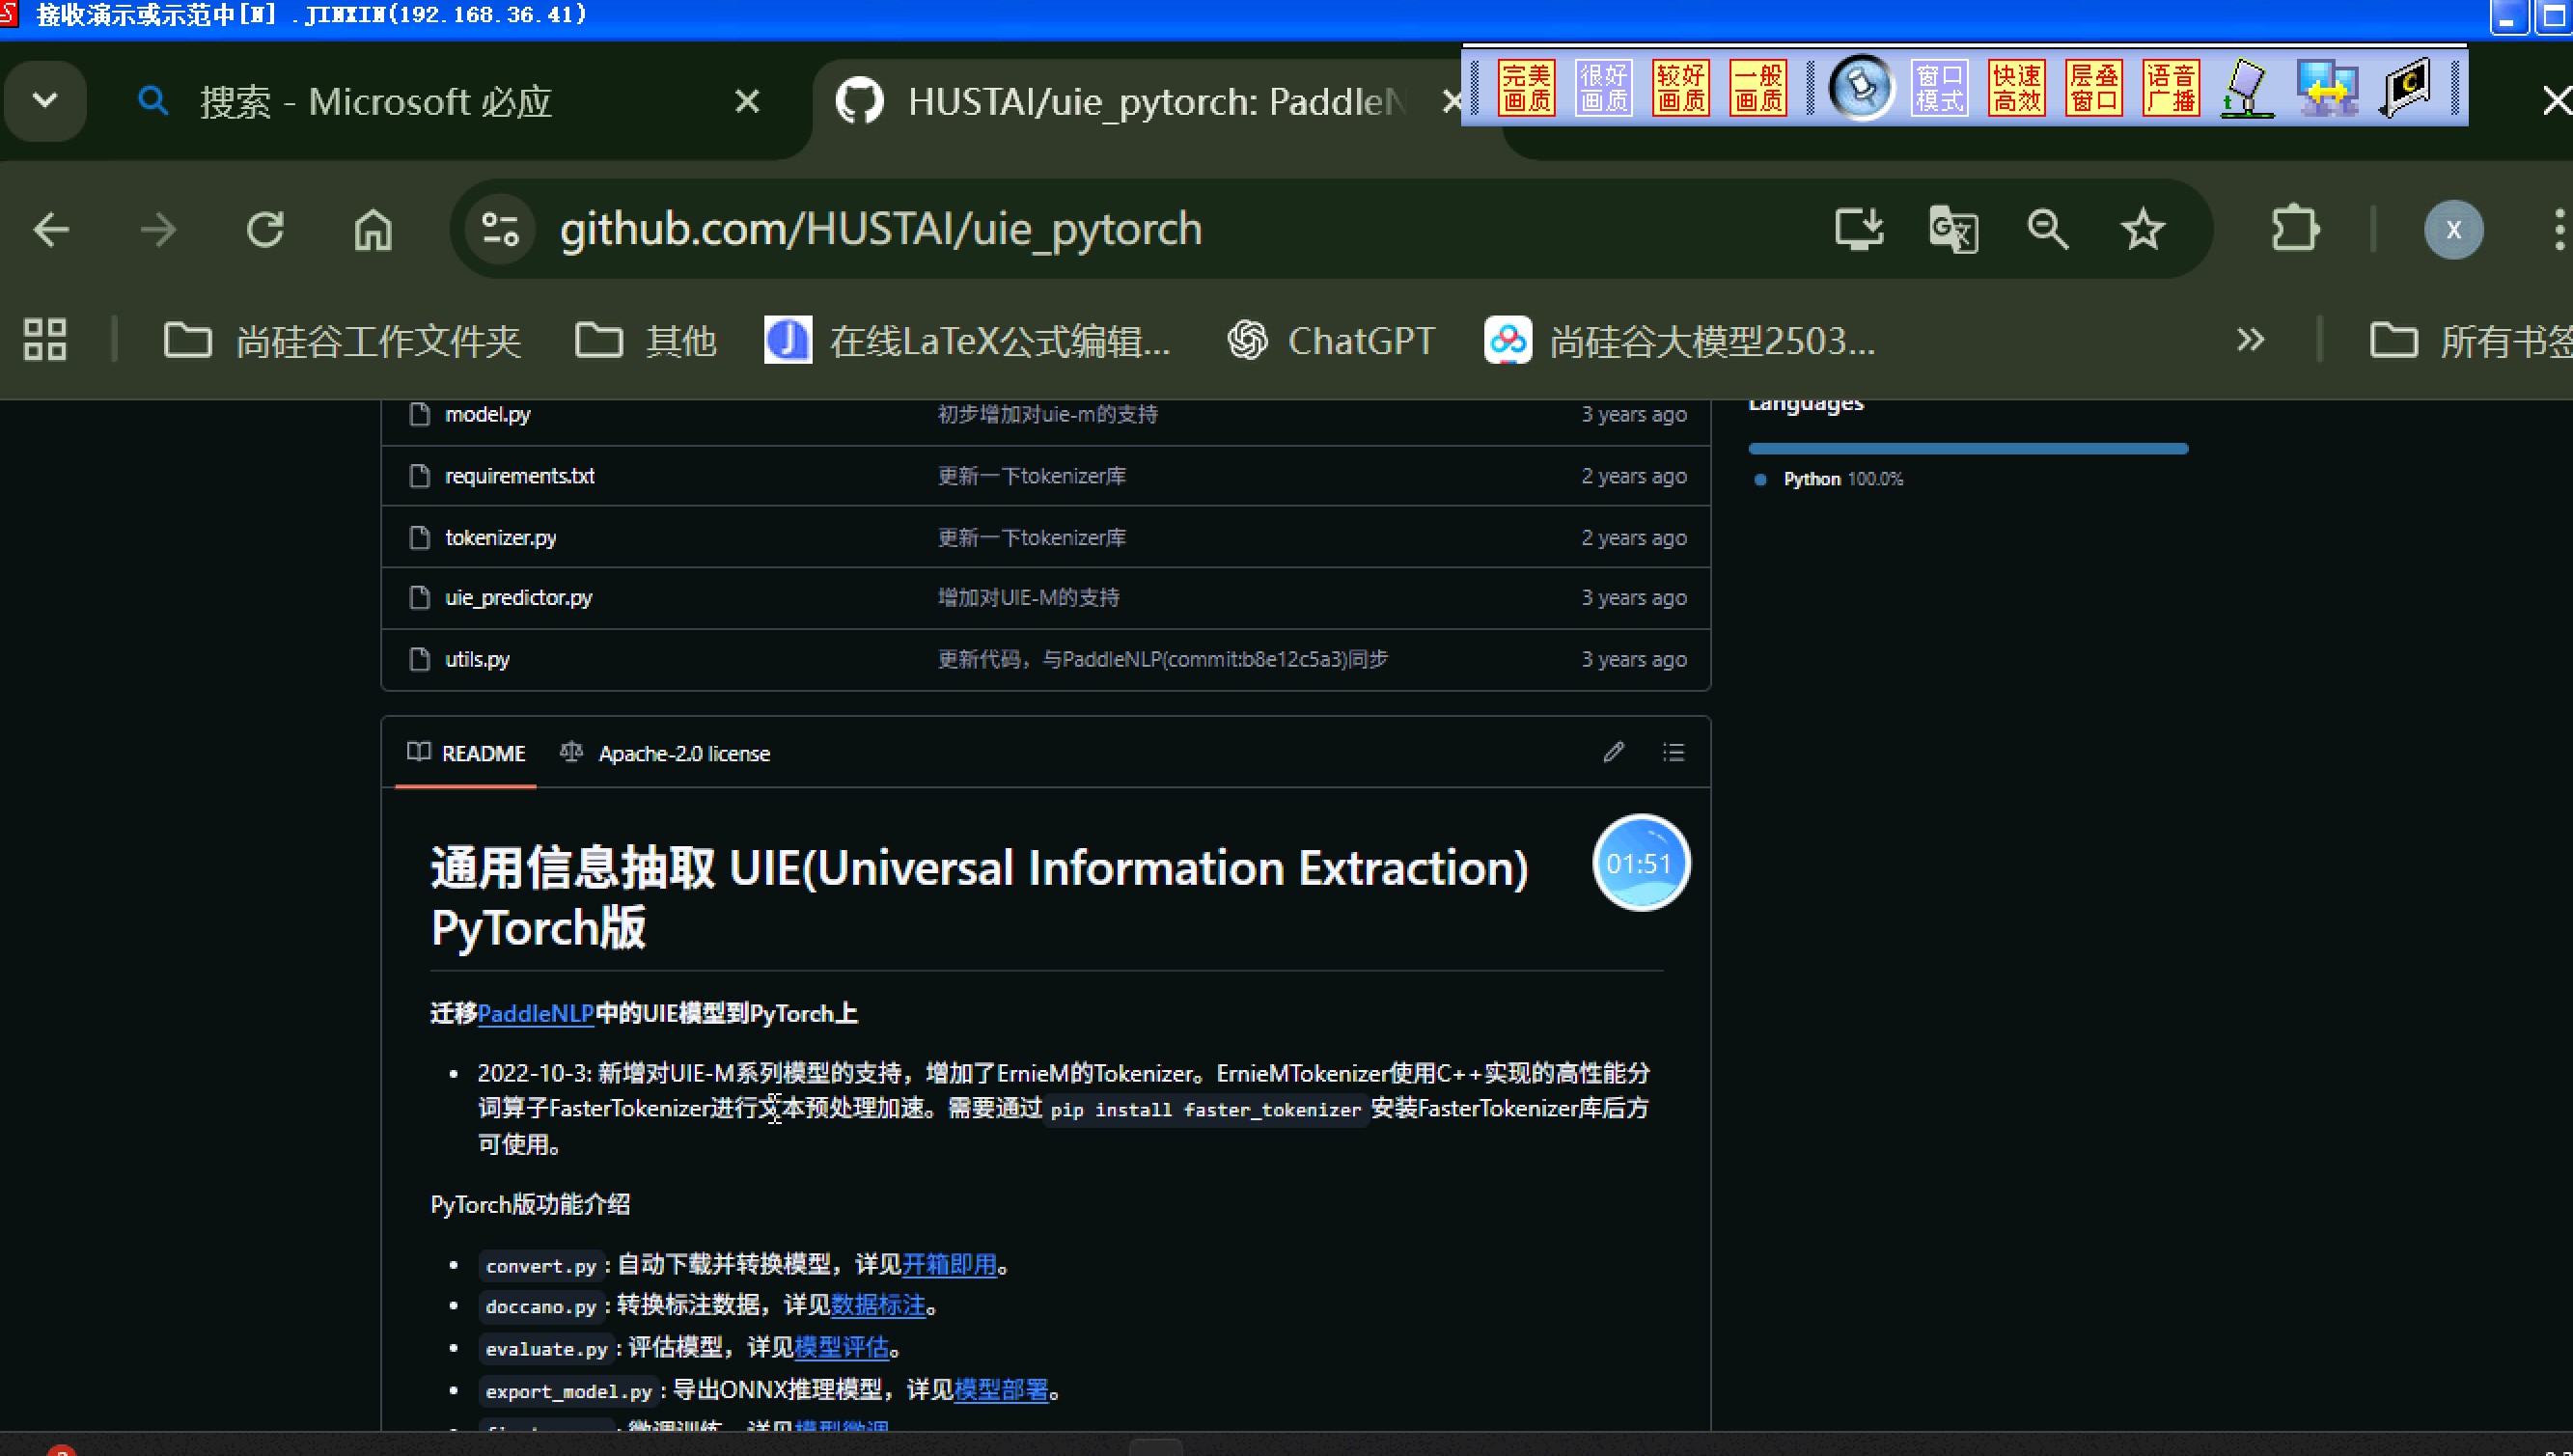 接收演示或示范中[N] .JINXIN(192.168.36.41)
搜索 - Microsoft 必应
HUSTAI/uie_pytorch: PaddleN
完美画质
很好画质
较好画质
一般画质
窗口模式
快速高效
层叠窗口
语音广播
github.com/HUSTAI/uie_pytorch
X
尚硅谷工作文件夹
其他
在线LaTeX公式编辑...
ChatGPT
尚硅谷大模型2503...
所有书签
model.py 初步增加对uie-m的支持 3 years ago
Languages
requirements.txt 更新一下tokenizer库 2 years ago
Python 100.0%
tokenizer.py 更新一下tokenizer库 2 years ago
uie_predictor.py 增加对UIE-M的支持 3 years ago
utils.py 更新代码，与PaddleNLP(commit:b8e12c5a3)同步 3 years ago
README Apache-2.0 license
通用信息抽取 UIE(Universal Information Extraction)
01:51
PyTorch版
迁移PaddleNLP中的UIE模型到PyTorch上
2022-10-3: 新增对UIE-M系列模型的支持，增加了ErnieM的Tokenizer。ErnieMTokenizer使用C++实现的高性能分
词算子FasterTokenizer进行文本预处理加速。需要通过 pip install faster_tokenizer 安装FasterTokenizer库后方
可使用。
PyTorch版功能介绍
convert.py : 自动下载并转换模型，详见开箱即用。
doccano.py : 转换标注数据，详见数据标注。
evaluate.py : 评估模型，详见模型评估。
export_model.py : 导出ONNX推理模型，详见模型部署。
: 微调训练，详见模型微调